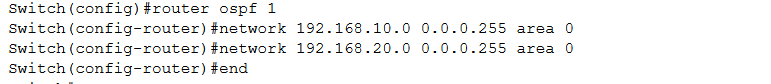 Switch(config)#router ospf 1
Switch(config-router)#network 192.168.10.0 0.0.0.255 area 0
Switch(config-router)#network 192.168.20.0 0.0.0.255 area 0
Switch(config-router)#end